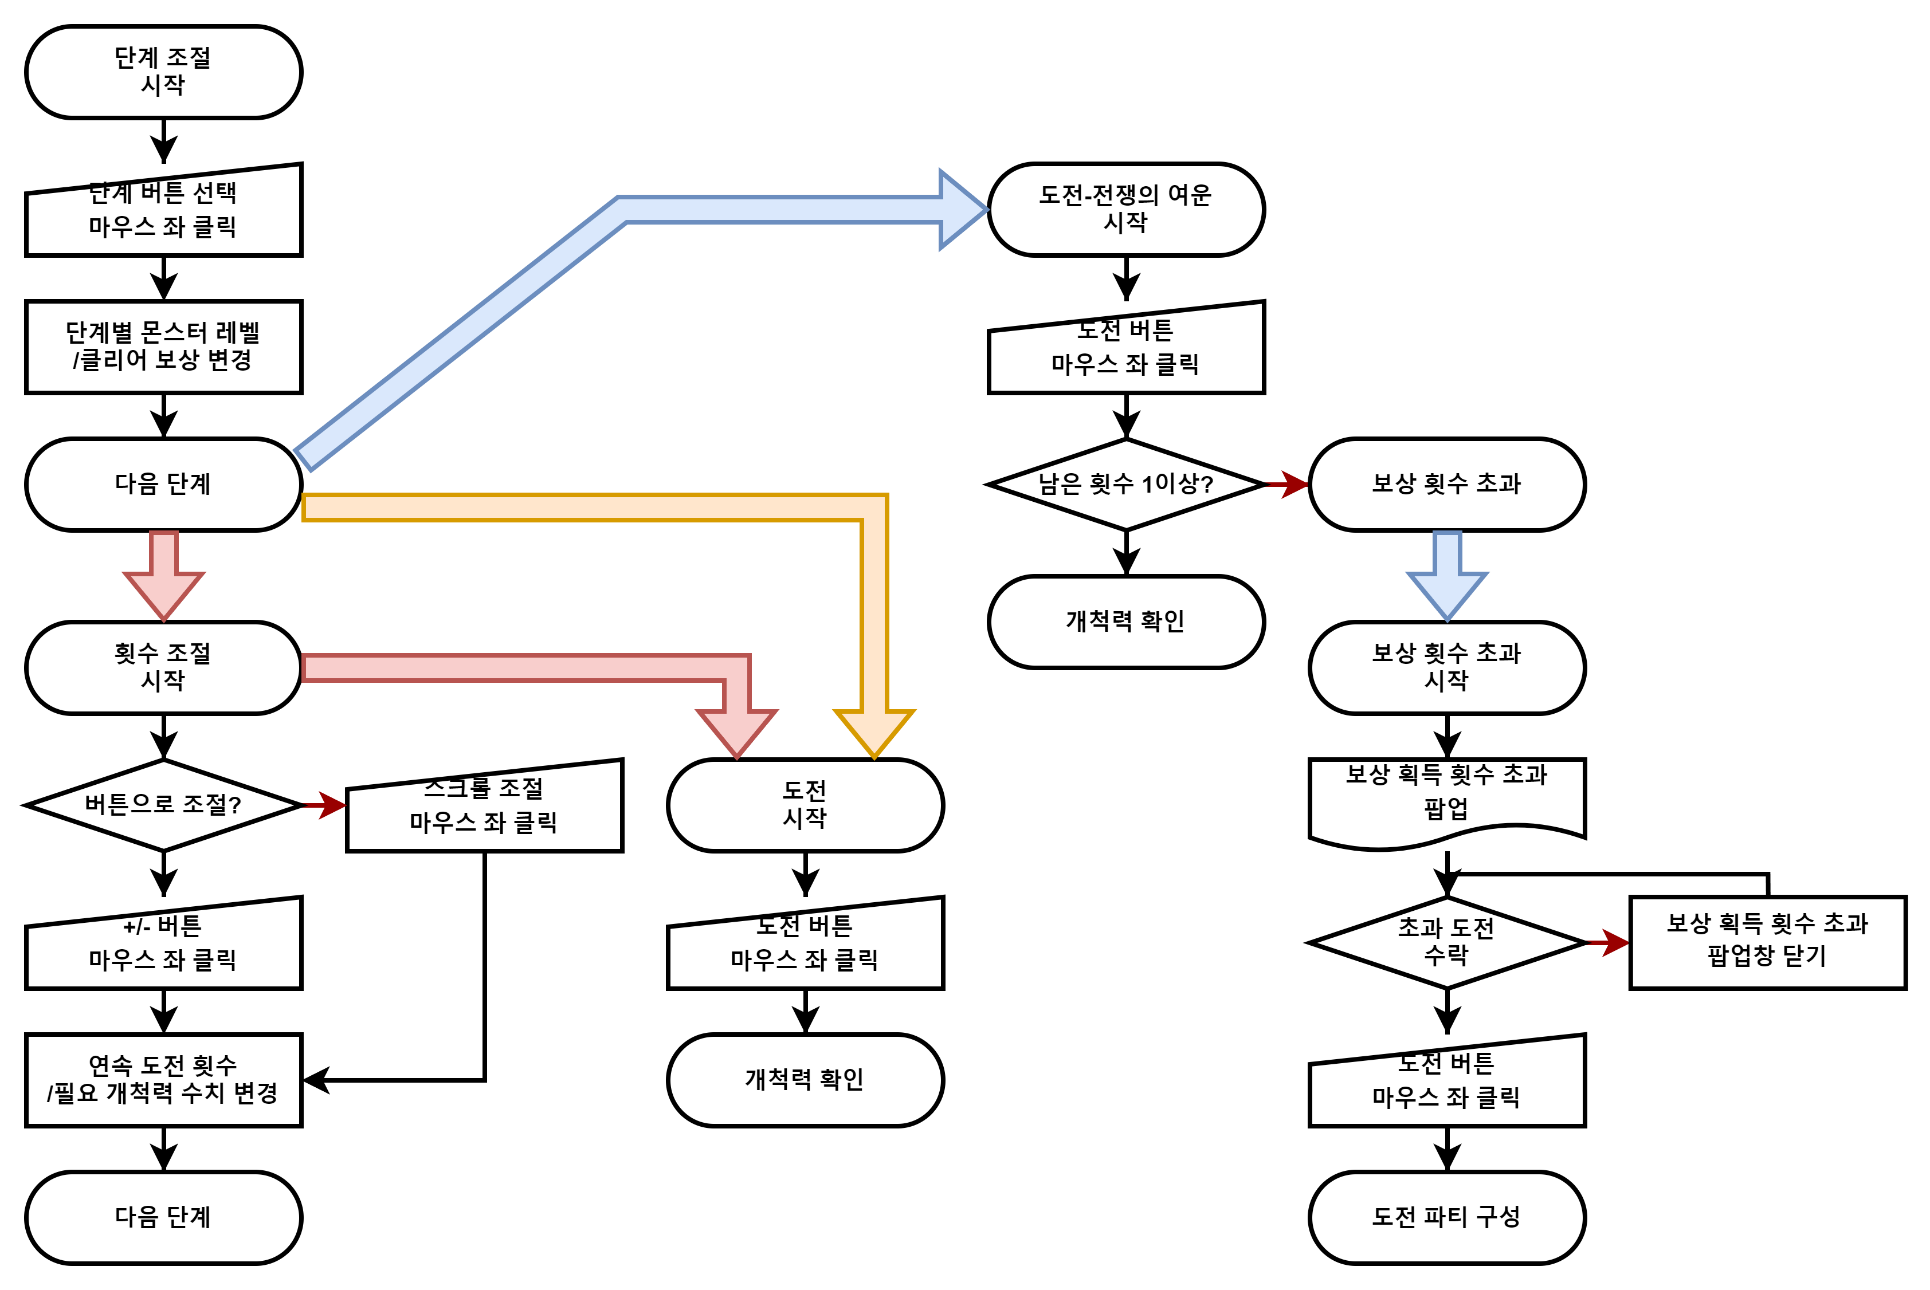 단계 조절
시작
단계 버튼 선택
마우스 좌 클릭
단계별 몬스터 레벨
/클리어 보상 변경
다음 단계
횟수 조절
시작
버튼으로 조절?
스크롤 조절
마우스 좌 클릭
+/- 버튼
마우스 좌 클릭
연속 도전 횟수
/필요 개척력 수치 변경
다음 단계
도전
시작
도전 버튼
마우스 좌 클릭
개척력 확인
도전-전쟁의 여운
시작
도전 버튼
마우스 좌 클릭
남은 횟수 1이상?
개척력 확인
보상 횟수 초과
보상 횟수 초과
시작
보상 획득 횟수 초과
팝업
초과 도전
수락
보상 획득 횟수 초과
팝업창 닫기
도전 버튼
마우스 좌 클릭
도전 파티 구성